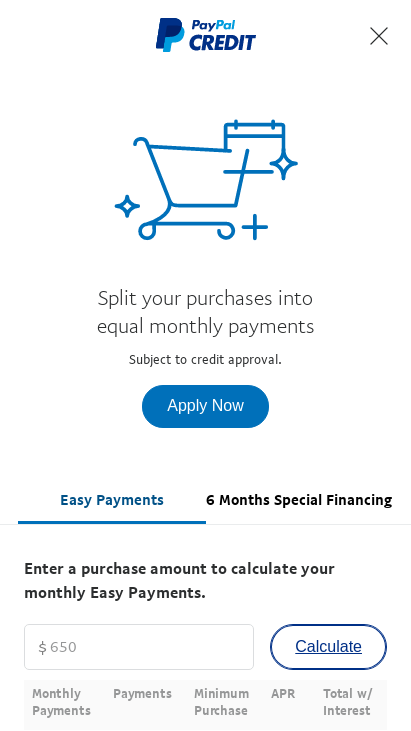 PayPal
CREDIT
Split your purchases into
equal monthly payments
Subject to credit approval.
Apply Now
Easy Payments
6 Months Special Financing
Enter a purchase amount to calculate your
monthly Easy Payments.
$ 650
Calculate
Monthly Payments Minimum APR Total w/
Payments Purchase Interest